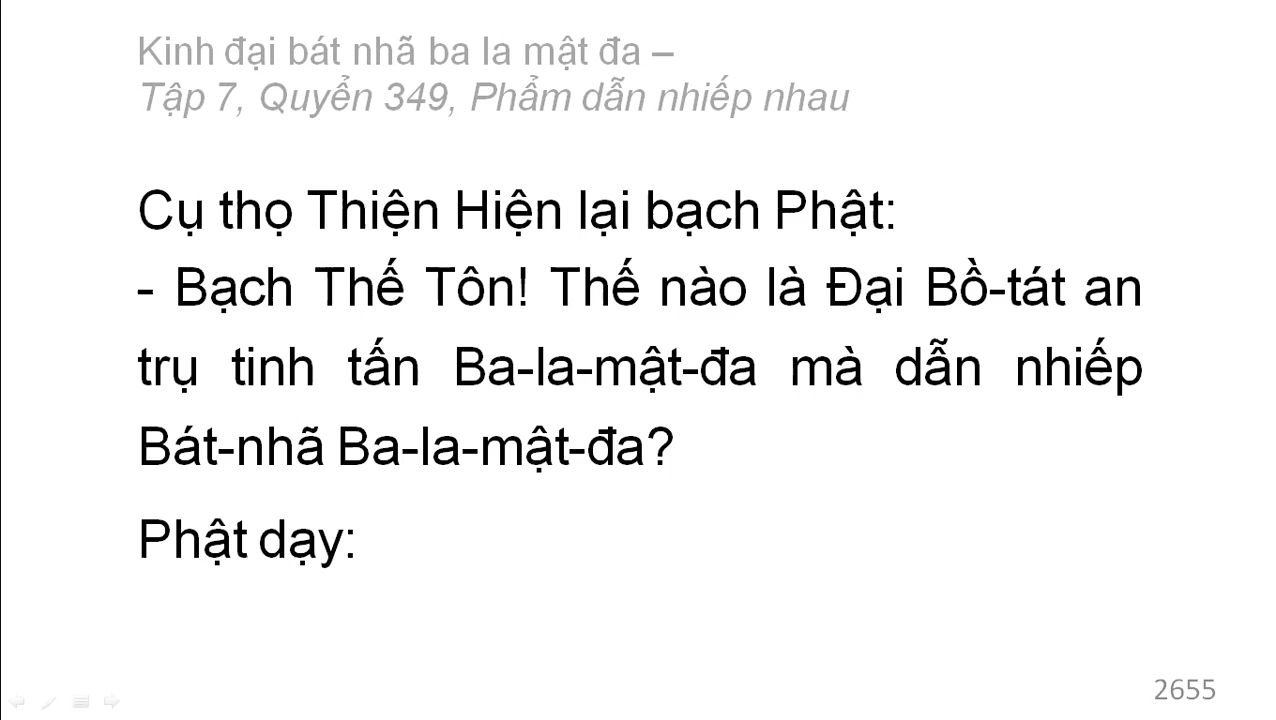 Kinh đại bát nhã ba la mật đa –
Tập 7, Quyển 349, Phẩm dẫn nhiếp nhau
Cụ thọ Thiện Hiện lại bạch Phật:
- Bạch Thế Tôn! Thế nào là Đại Bồ-tát an
trụ tinh tấn Ba-la-mật-đa mà dẫn nhiếp
Bát-nhã Ba-la-mật-đa?
Phật dạy:
2655